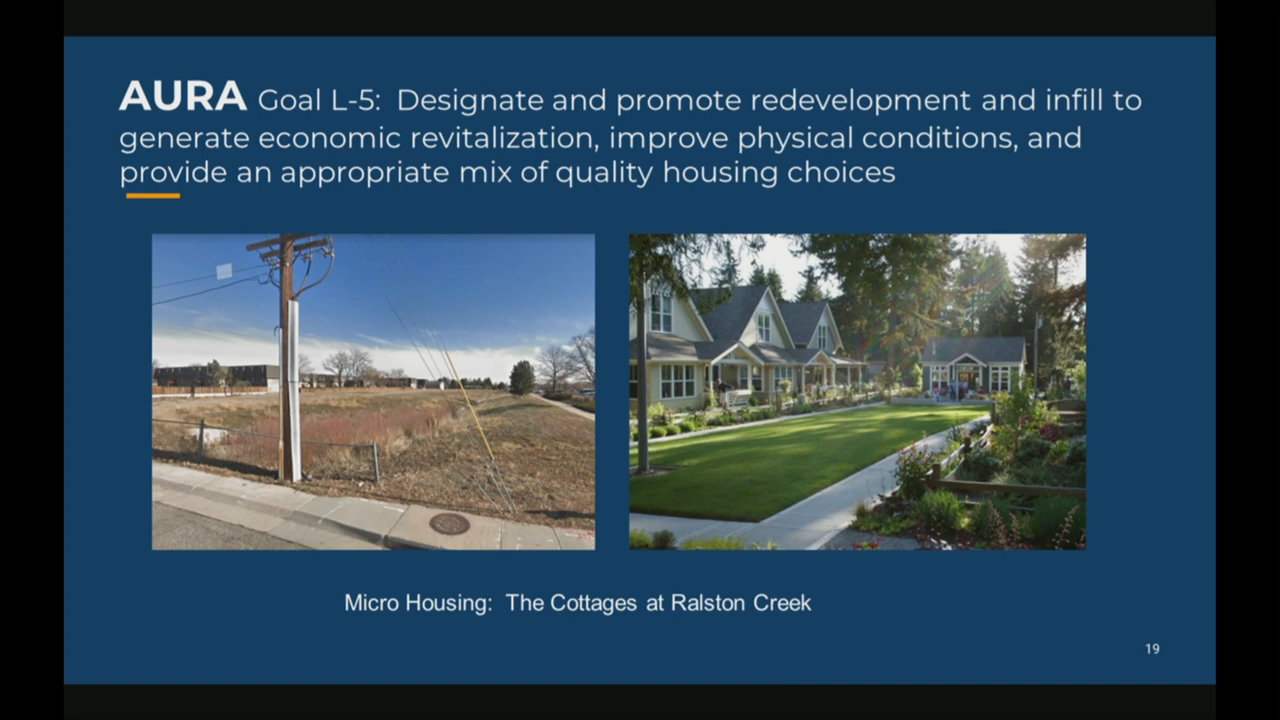 AURA Goal L-5: Designate and promote redevelopment and infill to
generate economic revitalization, improve physical conditions, and
provide an appropriate mix of quality housing choices
Micro Housing: The Cottages at Ralston Creek
19